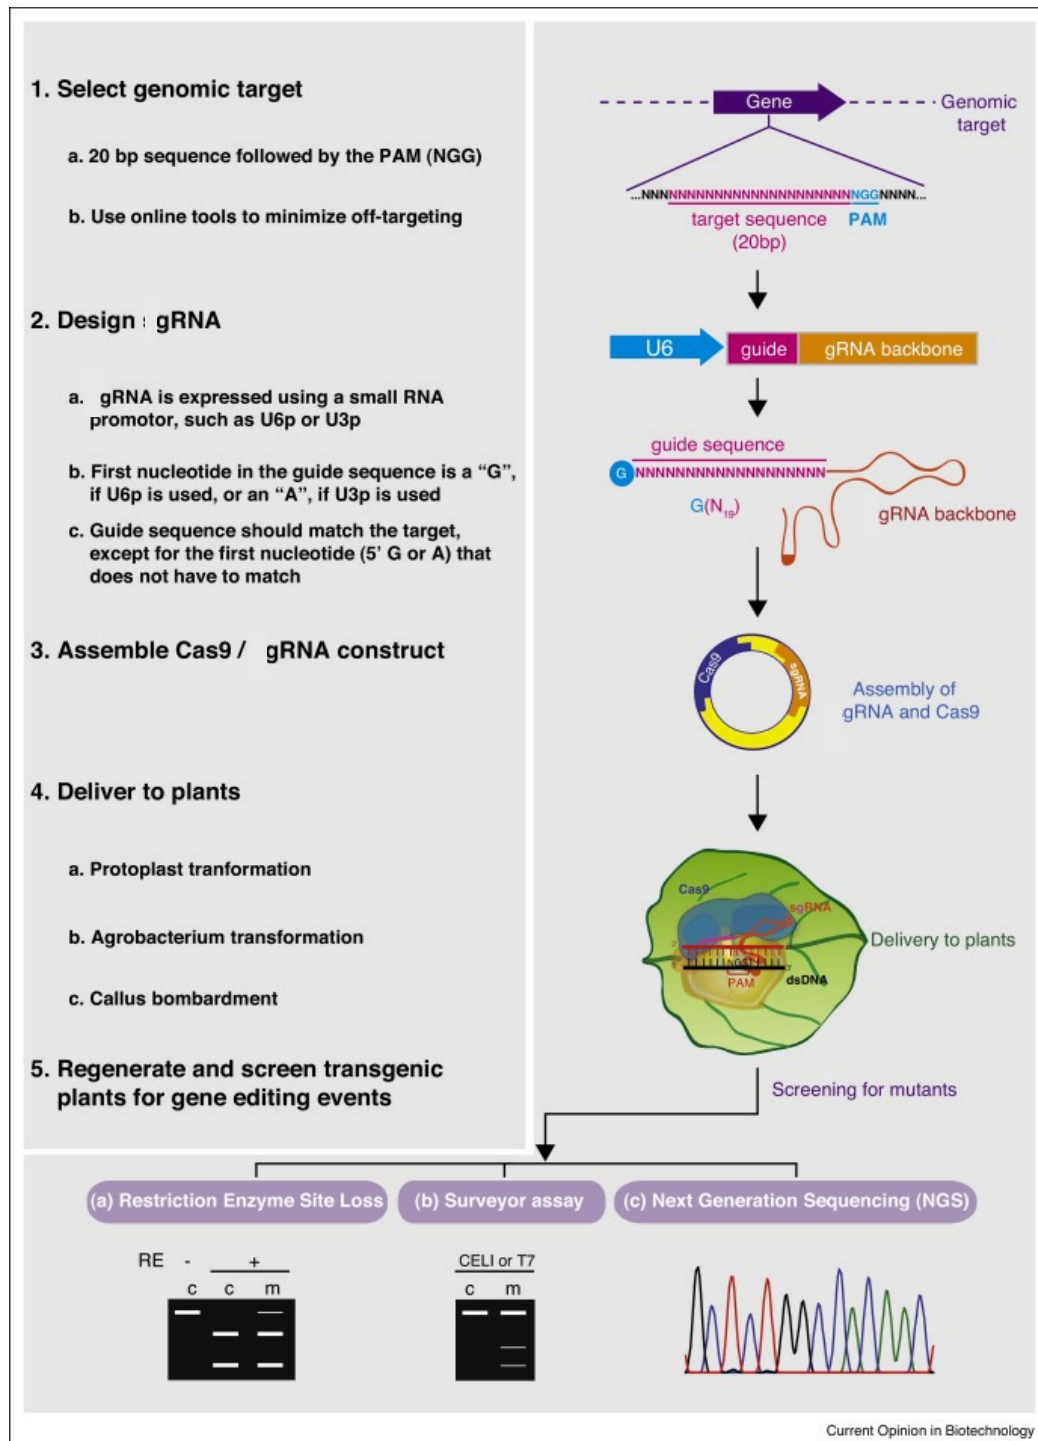 1. Select genomic target
a. 20 bp sequence followed by the PAM (NGG)
b. Use online tools to minimize off-targeting
2. Design gRNA
a. gRNA is expressed using a small RNA
promotor, such as U6p or U3p
b. First nucleotide in the guide sequence is a “G”,
if U6p is used, or an “A”, if U3p is used
c. Guide sequence should match the target,
except for the first nucleotide (5’ G or A) that
does not have to match
3. Assemble Cas9 / gRNA construct
4. Deliver to plants
a. Protoplast tranformation
b. Agrobacterium transformation
c. Callus bombardment
5. Regenerate and screen transgenic
plants for gene editing events
Gene
Genomic
target
...NNNNNNNNNNNNNNNNNNNNNNNNGGNNNN...
target sequence
(20bp)
PAM
U6
guide
gRNA backbone
guide sequence
GNNNNNNNNNNNNNNNNNNN
G(N19)
gRNA backbone
Cas9
sgRNA
Assembly of
gRNA and Cas9
Cas9
sgRNA
NGG
PAM
dsDNA
Delivery to plants
Screening for mutants
(a) Restriction Enzyme Site Loss
(b) Surveyor assay
(c) Next Generation Sequencing (NGS)
RE - +
c c m
CELI or T7
c m
Current Opinion in Biotechnology